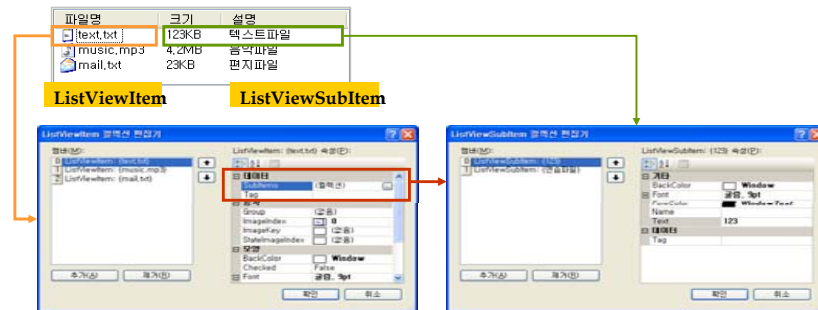 파일명 크기 설명
text.txt 123KB 텍스트파일
music.mp3 4.2MB 음악파일
mail.txt 23KB 편지파일
ListViewItem ListViewSubItem
ListViewItem 컬렉션 편집기
멤버(M):
0 ListViewItem: {text.txt}
1 ListViewItem: {music.mp3}
2 ListViewItem: {mail.txt}
추가(A) 제거(R)
ListViewItem: {text.txt} 속성(P):
데이터
SubItems (컬렉션)
Tag
Group (없음)
ImageIndex 0
ImageKey (없음)
StateImageIndex (없음)
모양
BackColor Window
Checked False
Font 굴림, 9pt
확인 취소
ListViewSubItem 컬렉션 편집기
멤버(M):
0 ListViewSubItem: {123}
1 ListViewSubItem: {연습파일}
추가(A) 제거(R)
ListViewSubItem: {123} 속성(P):
기타
BackColor Window
Font 굴림, 9pt
ForeColor WindowText
Name
Text 123
데이터
Tag
확인 취소